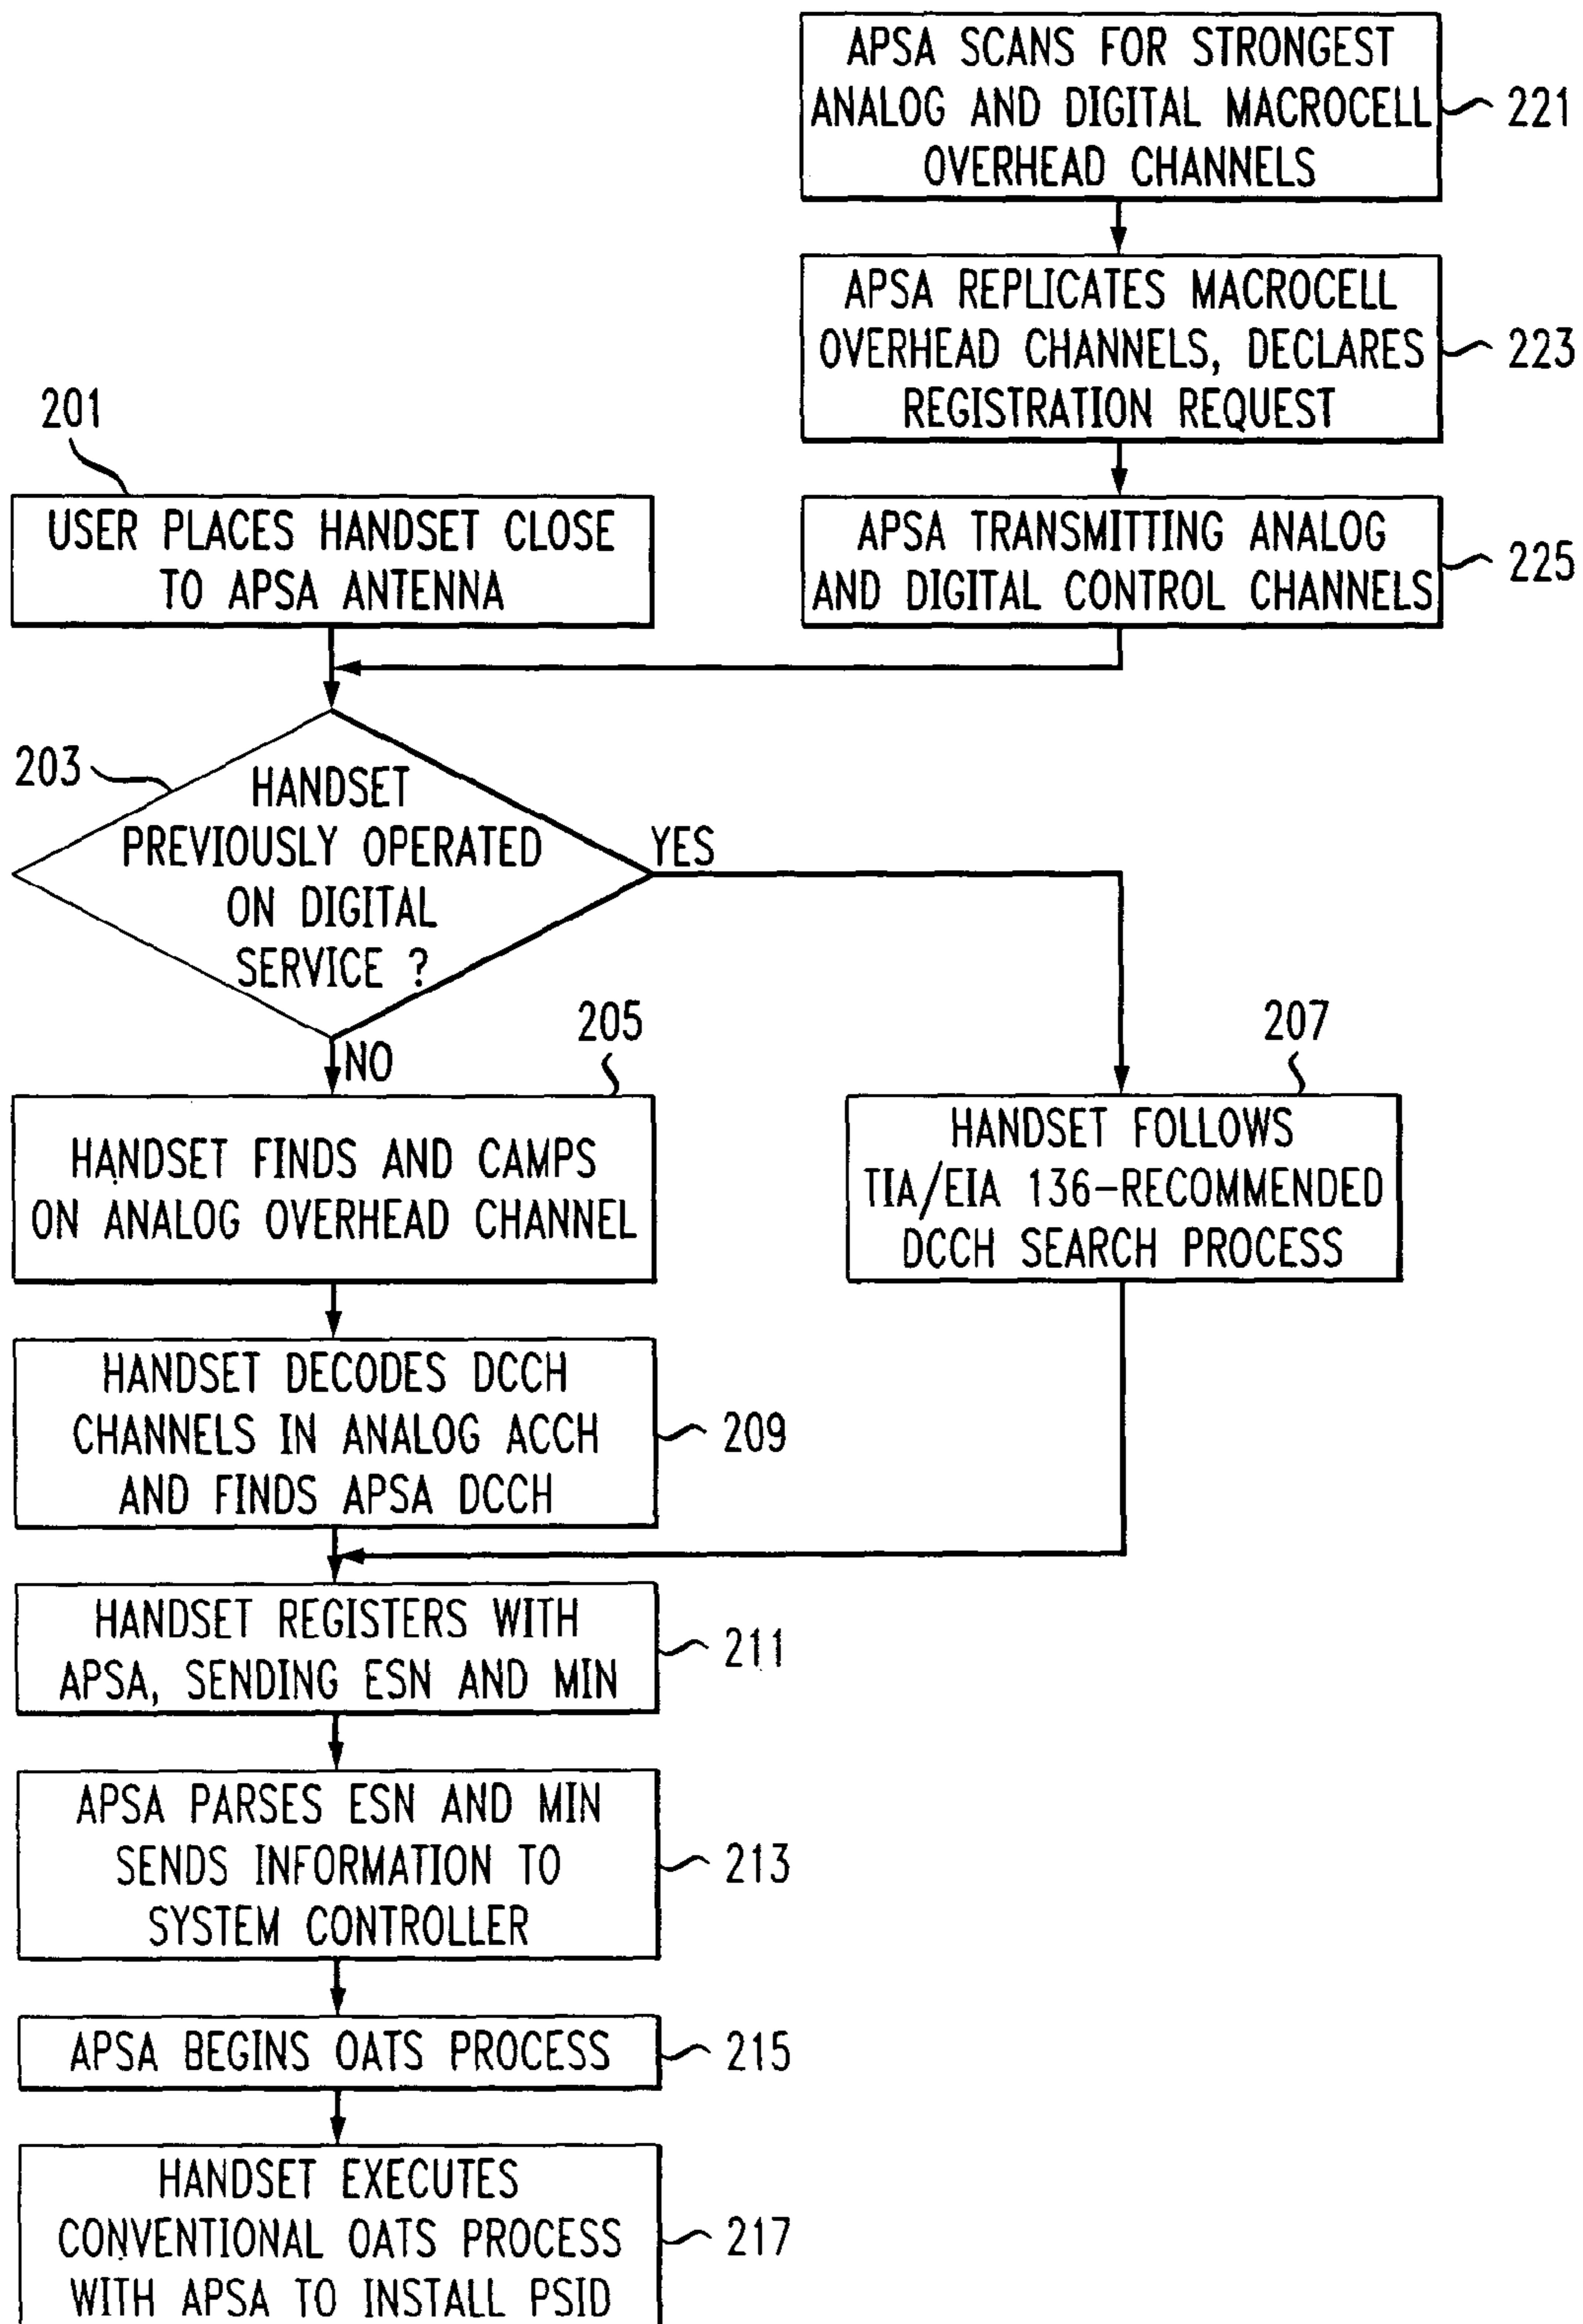 APSA SCANS FOR STRONGEST
ANALOG AND DIGITAL MACROCELL
OVERHEAD CHANNELS
221
APSA REPLICATES MACROCELL
OVERHEAD CHANNELS, DECLARES
REGISTRATION REQUEST
223
201
USER PLACES HANDSET CLOSE
TO APSA ANTENNA
APSA TRANSMITTING ANALOG
AND DIGITAL CONTROL CHANNELS
225
203
HANDSET
PREVIOUSLY OPERATED
ON DIGITAL
SERVICE ?
YES
NO
205
HANDSET FINDS AND CAMPS
ON ANALOG OVERHEAD CHANNEL
207
HANDSET FOLLOWS
TIA/EIA 136-RECOMMENDED
DCCH SEARCH PROCESS
HANDSET DECODES DCCH
CHANNELS IN ANALOG ACCH
AND FINDS APSA DCCH
209
HANDSET REGISTERS WITH
APSA, SENDING ESN AND MIN
211
APSA PARSES ESN AND MIN
SENDS INFORMATION TO
SYSTEM CONTROLLER
213
APSA BEGINS OATS PROCESS
215
HANDSET EXECUTES
CONVENTIONAL OATS PROCESS
WITH APSA TO INSTALL PSID
217